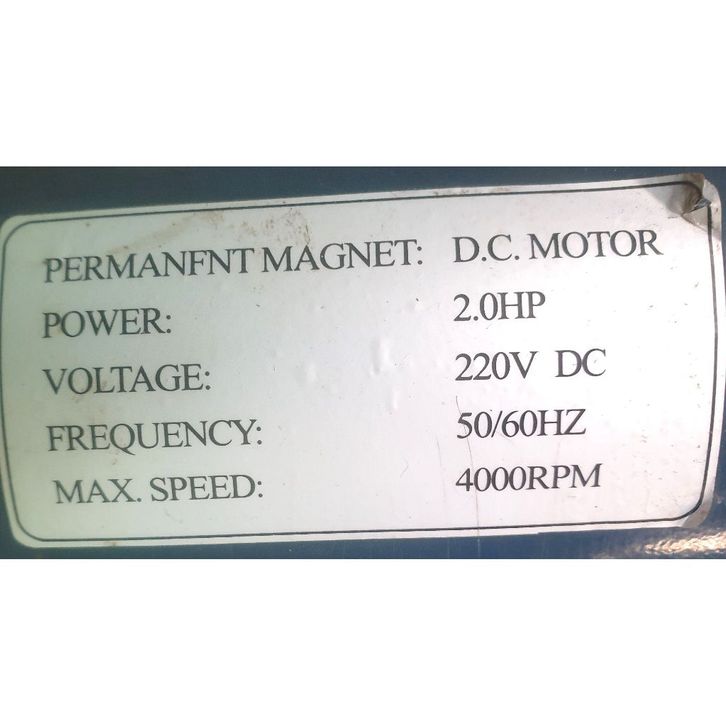 PERMANFNT MAGNET: D.C. MOTOR
POWER: 2.0HP
VOLTAGE: 220V DC
FREQUENCY: 50/60HZ
MAX. SPEED: 4000RPM